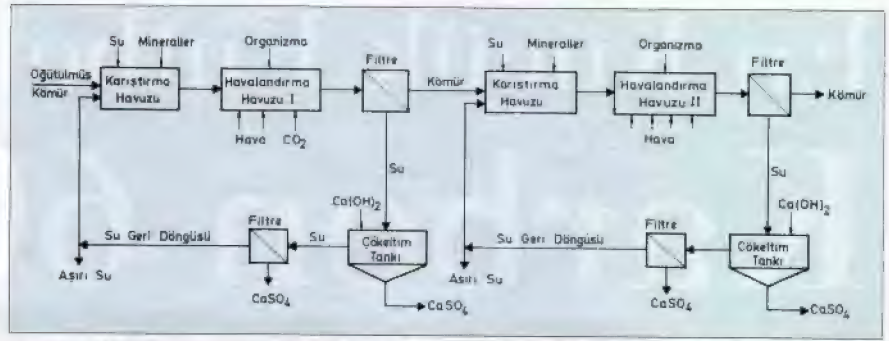 Su
Mineraller
Organizma
Filtre
Öğütülmüş
Kömür
Karıştırma
Havuzu
Havalandırma
Havuzu I
Hava
CO2
Su
Ca(OH)2
Filtre
Su Geri Döngüsü
Su
Çökeltim
Tankı
Aşırı Su
CaSO4
CaSO4
Kömür
Su
Mineraller
Organizma
Filtre
Karıştırma
Havuzu
Havalandırma
Havuzu II
Kömür
Hava
Su
Ca(OH)2
Filtre
Su Geri Döngüsü
Çökeltim
Tankı
Aşırı Su
CaSO4
CaSO4